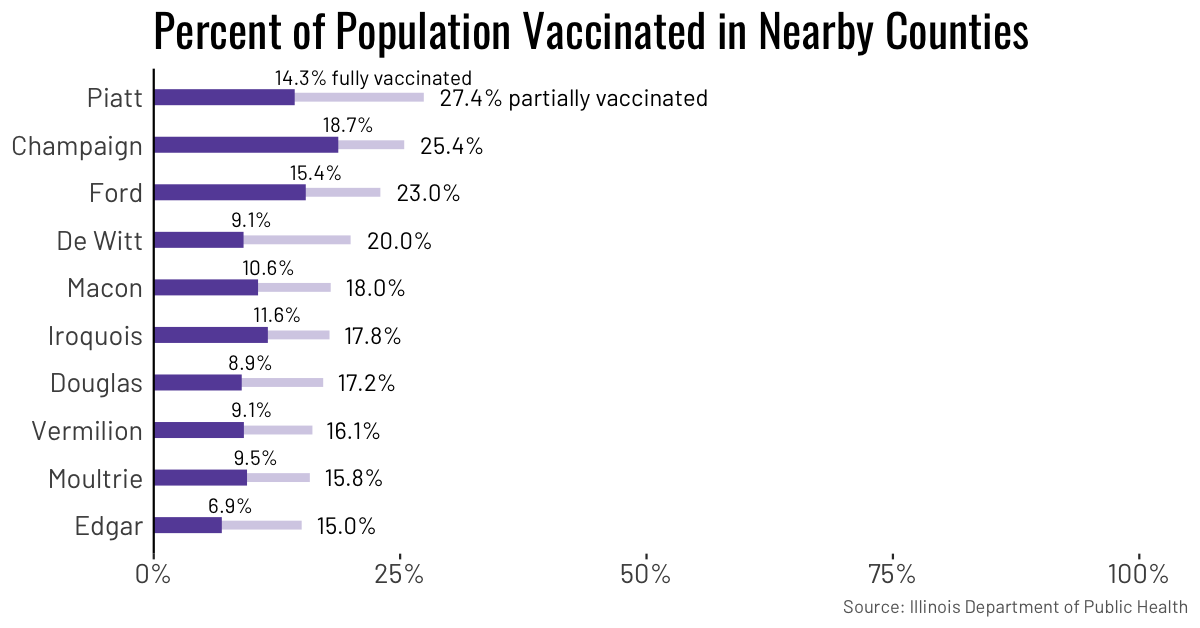 Percent of Population Vaccinated in Nearby Counties
14.3% fully vaccinated
Piatt 27.4% partially vaccinated
18.7%
Champaign 25.4%
15.4%
Ford 23.0%
9.1%
De Witt 20.0%
10.6%
Macon 18.0%
11.6%
Iroquois 17.8%
8.9%
Douglas 17.2%
9.1%
Vermilion 16.1%
9.5%
Moultrie 15.8%
6.9%
Edgar 15.0%
0% 25% 50% 75% 100%
Source: Illinois Department of Public Health